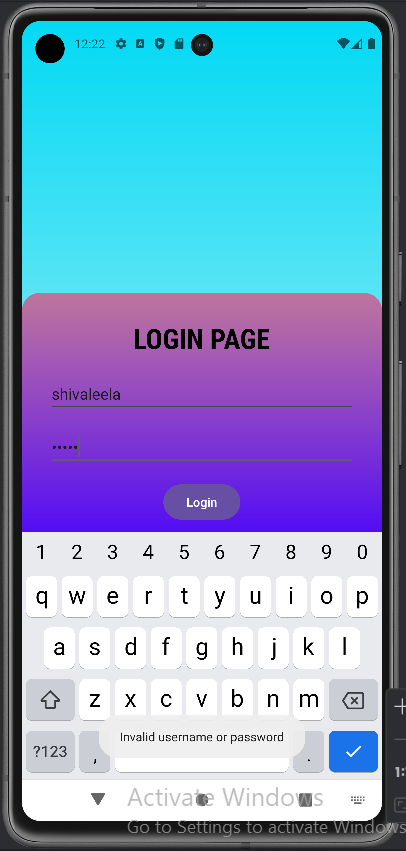 12:22
LOGIN PAGE
shivaleela
•••••
Login
1 2 3 4 5 6 7 8 9 0
q w e r t y u i o p
a s d f g h j k l
z x c v b n m
Invalid username or password
?123 , .
Activate Windows
Go to Settings to activate Windows